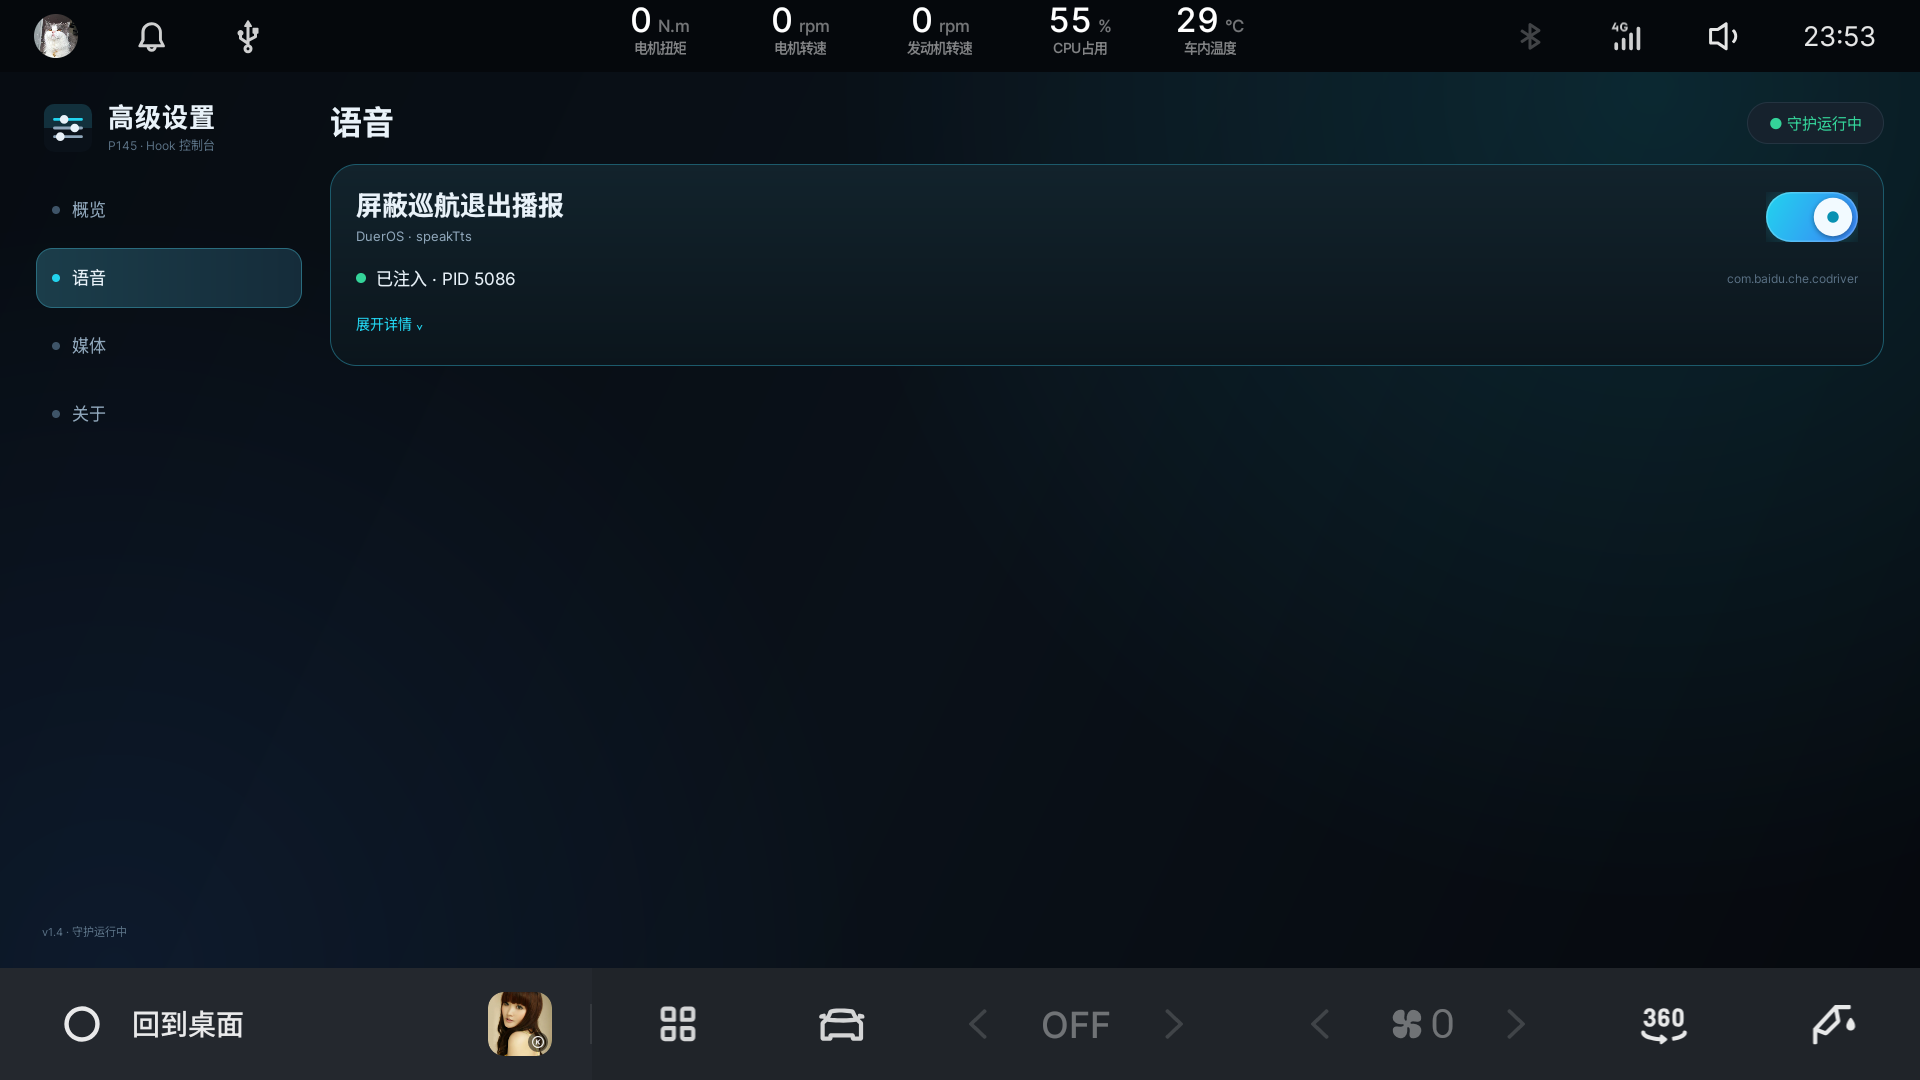 0 N.m
电机扭矩
0 rpm
电机转速
0 rpm
发动机转速
55 %
CPU占用
29 °C
车内温度
4G
23:53
高级设置
P145 · Hook 控制台
概览
语音
媒体
关于
v1.4 · 守护运行中
语音
守护运行中
屏蔽巡航退出播报
DuerOS · speakTts
已注入 · PID 5086
com.baidu.che.codriver
展开详情 ˅
回到桌面
OFF
0
360